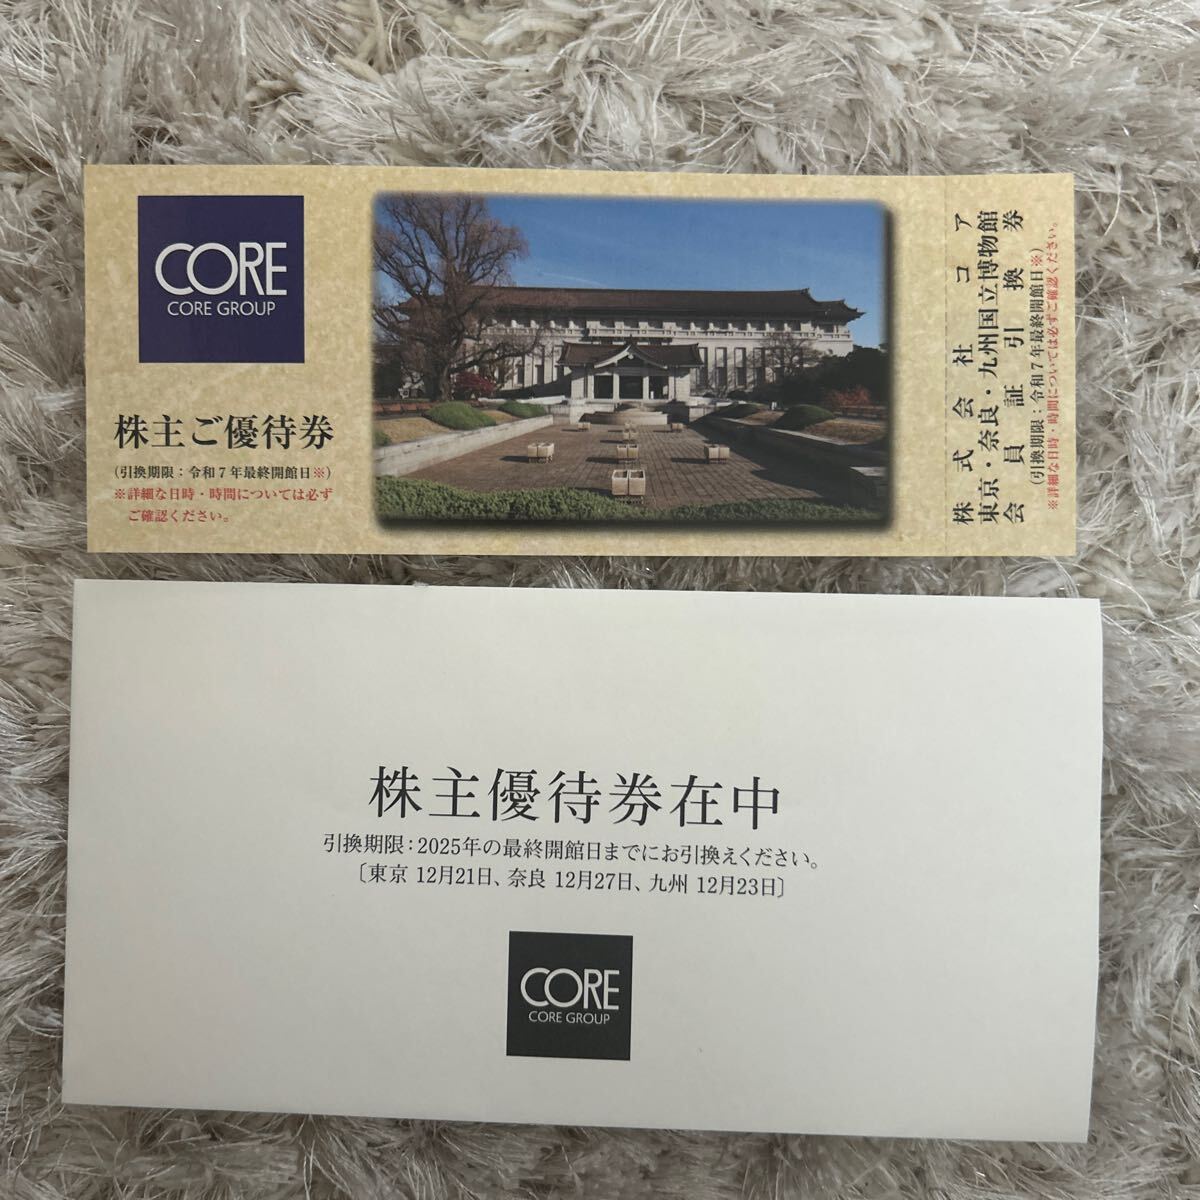 CORE
CORE GROUP
株主ご優待券
(引換期限：令和7年最終開館日※)
※詳細な日時・時間については必ず
ご確認ください。
株式会社コア
東京・奈良・九州国立博物館
会員証引換券
(引換期限：令和7年最終開館日※)
※詳細な日時・時間については必ずご確認ください。
株主優待券在中
引換期限：2025年の最終開館日までにお引換えください。
〔東京 12月21日、奈良 12月27日、九州 12月23日〕
CORE
CORE GROUP